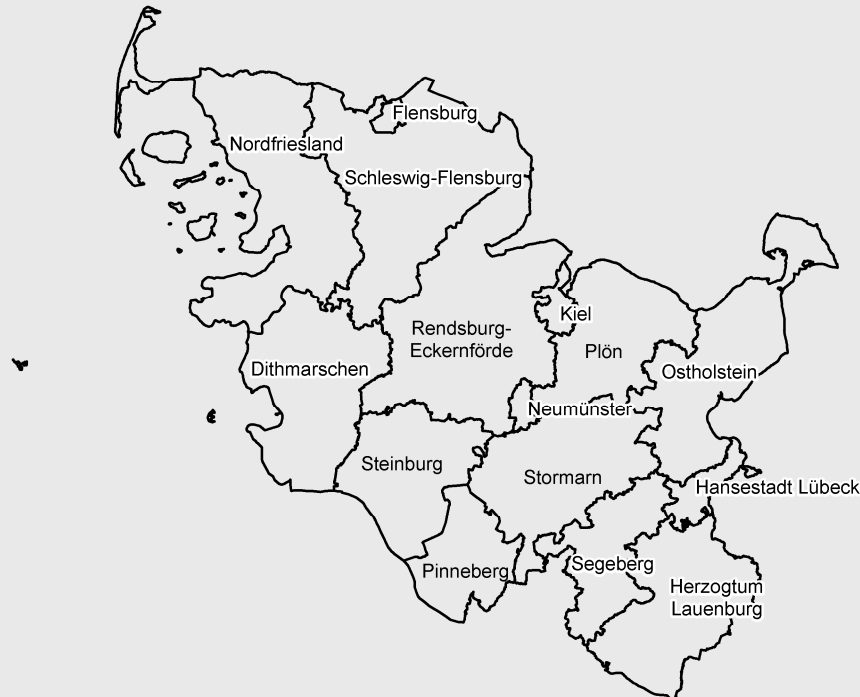 Flensburg
Nordfriesland
Schleswig-Flensburg
Kiel
Rendsburg-
Eckernförde
Plön
Dithmarschen
Ostholstein
Neumünster
Steinburg
Stormarn
Hansestadt Lübeck
Pinneberg
Segeberg
Herzogtum
Lauenburg